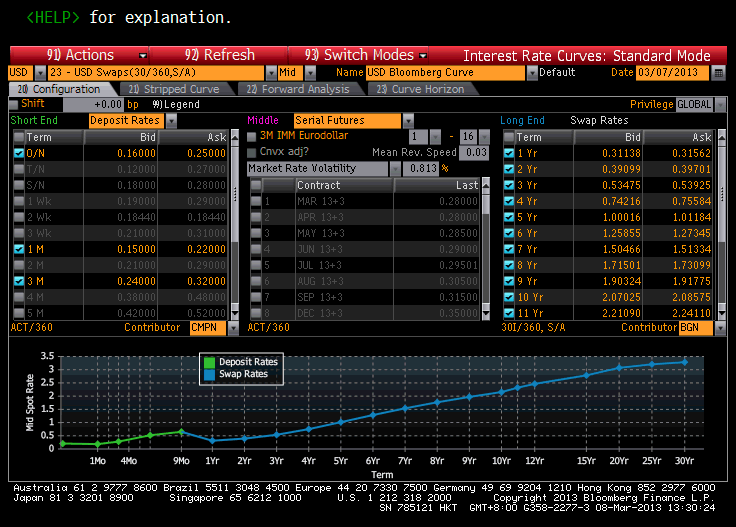 <HELP> for explanation.
91) Actions 92) Refresh 93) Switch Modes Interest Rate Curves: Standard Mode
USD 23 - USD Swaps(30/360,S/A) Mid Name USD Bloomberg Curve Default Date 03/07/2013
20) Configuration 21) Stripped Curve 22) Forward Analysis 23) Curve Horizon
Shift +0.00 bp 99)Legend Privilege GLOBAL
Short End Deposit Rates Middle Serial Futures Long End Swap Rates
Term Bid Ask 3M IMM Eurodollar 1 - 16 Term Bid Ask
O/N 0.16000 0.25000 Cnvx adj? Mean Rev. Speed 0.03 1 Yr 0.31138 0.31562
T/N 0.12000 0.27000 Market Rate Volatility 0.813 % 2 Yr 0.39099 0.39701
S/N 0.18000 0.28000 Contract Last 3 Yr 0.53475 0.53925
1 Wk 0.19000 0.29000 1 MAR 13+3 0.28000 4 Yr 0.74216 0.75584
2 Wk 0.18440 0.18440 2 APR 13+3 0.28000 5 Yr 1.00016 1.01184
3 Wk 0.21000 0.31000 3 MAY 13+3 0.28500 6 Yr 1.25855 1.27345
1 M 0.15000 0.22000 4 JUN 13+3 0.29000 7 Yr 1.50466 1.51334
2 M 0.21000 0.29000 5 JUL 13+3 0.29501 8 Yr 1.71501 1.73099
3 M 0.24000 0.32000 6 AUG 13+3 0.30500 9 Yr 1.90324 1.91775
4 M 0.38000 0.48000 7 SEP 13+3 0.31500 10 Yr 2.07025 2.08575
5 M 0.42000 0.52000 8 DEC 13+3 0.35000 11 Yr 2.21090 2.24110
ACT/360 Contributor CMPN ACT/360 30I/360, S/A Contributor BGN
3.5
3
2.5
2
1.5
1
0.5
0
Mid Spot Rate
Deposit Rates
Swap Rates
1Mo 4Mo 9Mo 1Yr 2Yr 3Yr 4Yr 5Yr 6Yr 7Yr 8Yr 9Yr 10Yr 12Yr 15Yr 20Yr 25Yr 30Yr
Term
Australia 61 2 9777 8600 Brazil 5511 3048 4500 Europe 44 20 7330 7500 Germany 49 69 9204 1210 Hong Kong 852 2977 6000
Japan 81 3 3201 8900 Singapore 65 6212 1000 U.S. 1 212 318 2000 Copyright 2013 Bloomberg Finance L.P.
SN 785121 HKT GMT+8:00 G358-2277-3 08-Mar-2013 13:30:24